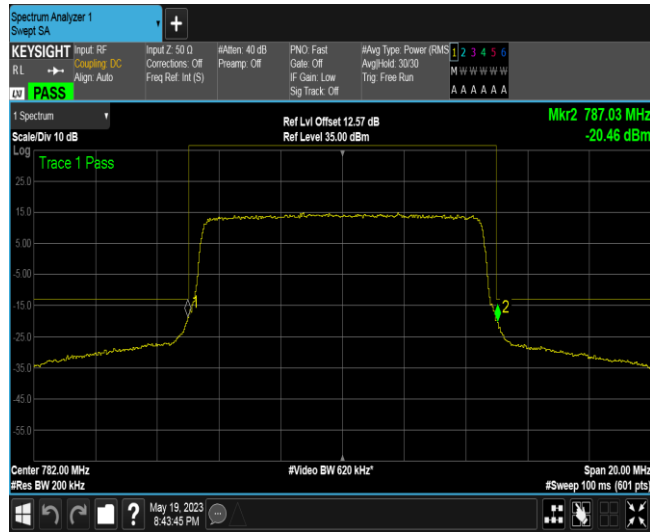 Spectrum Analyzer 1
Swept SA
+
KEYSIGHT Input: RF Input Z: 50 Ω #Atten: 40 dB PNO: Fast #Avg Type: Power (RMS 1 2 3 4 5 6
RL Coupling: DC Corrections: Off Preamp: Off Gate: Off Avg|Hold: 30/30 M W W W W W
Align: Auto Freq Ref: Int (S) IF Gain: Low Trig: Free Run
LXI PASS Sig Track: Off A A A A A A
1 Spectrum Ref Lvl Offset 12.57 dB Mkr2 787.03 MHz
Scale/Div 10 dB Ref Level 35.00 dBm -20.46 dBm
Log
Trace 1 Pass
25.0
15.0
5.00
-5.00
-15.0 1 2
-25.0
-35.0
-45.0
-55.0
Center 782.00 MHz #Video BW 620 kHz* Span 20.00 MHz
#Res BW 200 kHz #Sweep 100 ms (601 pts)
? May 19, 2023
8:43:45 PM